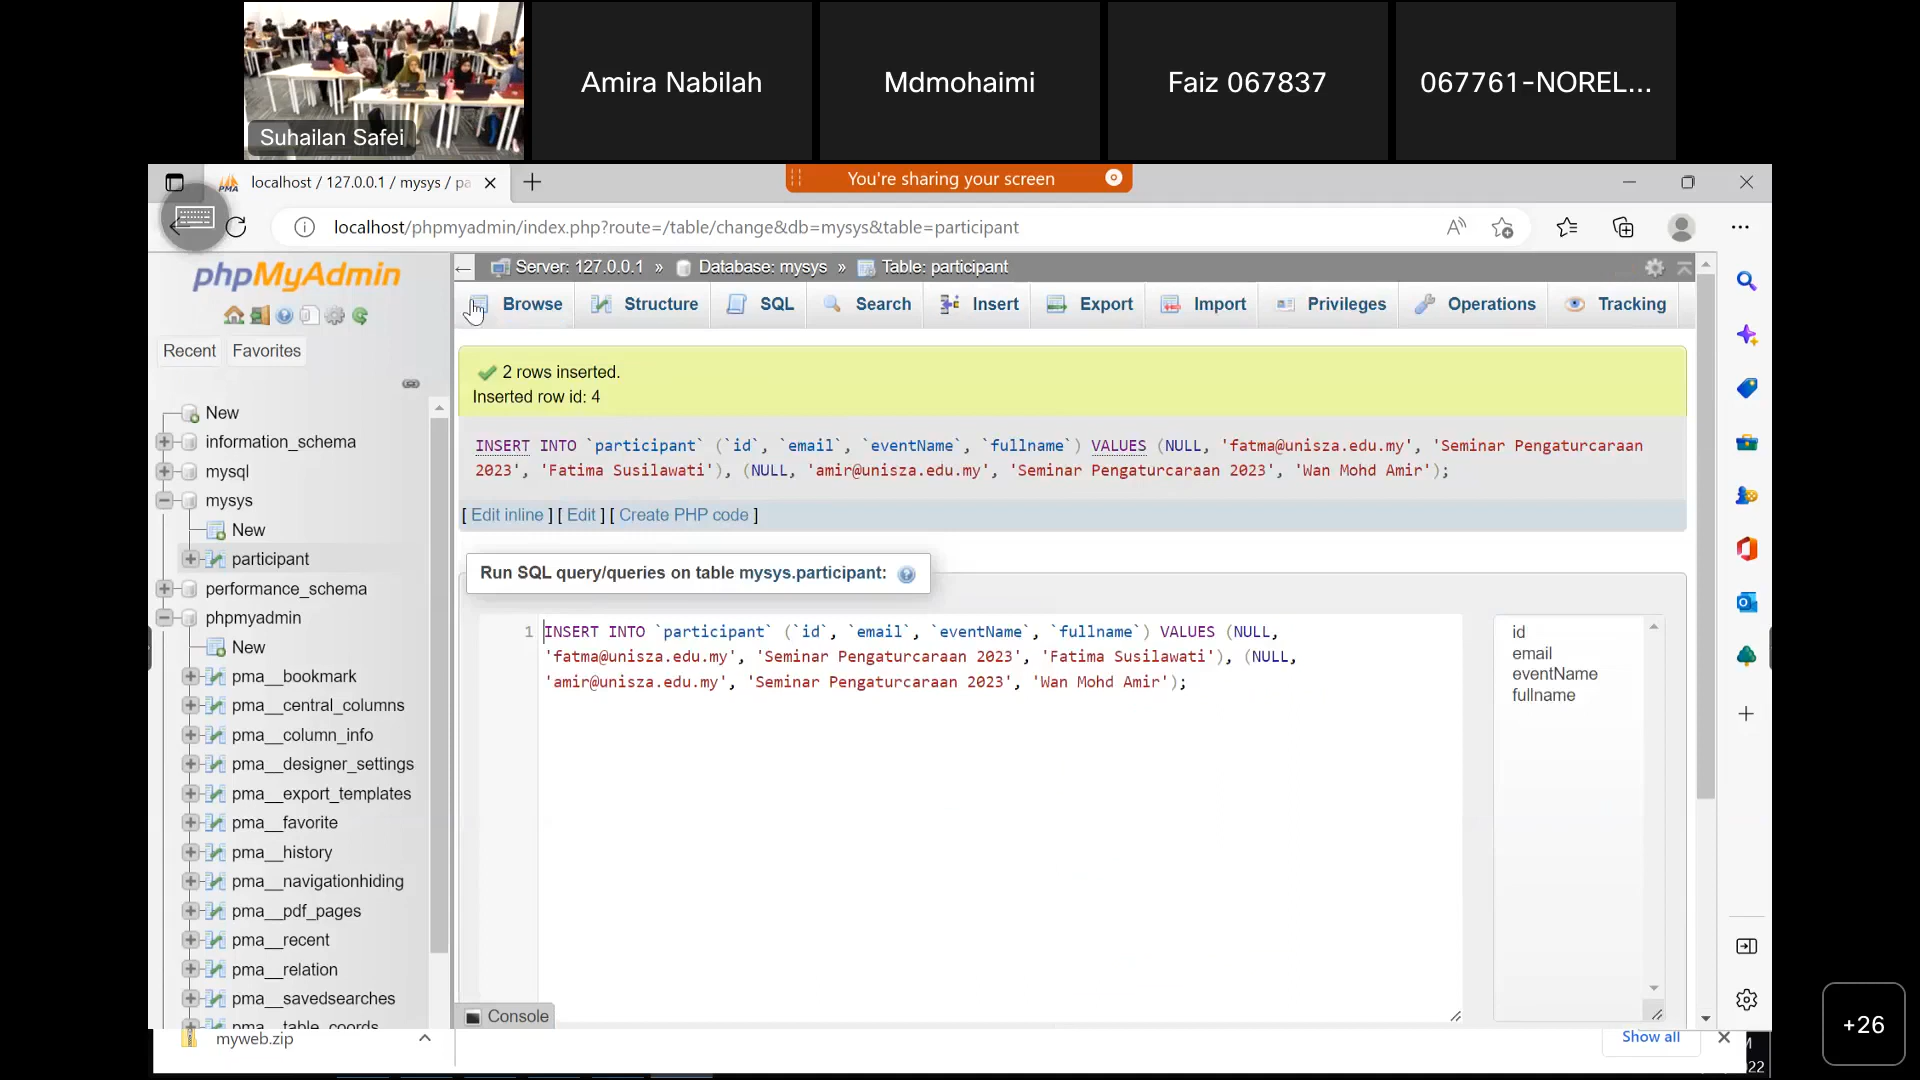 Suhailan Safei
Amira Nabilah
Mdmohaimi
Faiz 067837
067761-NOREL...
localhost / 127.0.0.1 / mysys / pa
You're sharing your screen
localhost/phpmyadmin/index.php?route=/table/change&db=mysys&table=participant
phpMyAdmin
Recent
Favorites
New
information_schema
mysql
mysys
New
participant
performance_schema
phpmyadmin
New
pma__bookmark
pma__central_columns
pma__column_info
pma__designer_settings
pma__export_templates
pma__favorite
pma__history
pma__navigationhiding
pma__pdf_pages
pma__recent
pma__relation
pma__savedsearches
pma__table_coords
Server: 127.0.0.1 » Database: mysys » Table: participant
Browse Structure SQL Search Insert Export Import Privileges Operations Tracking
2 rows inserted.
Inserted row id: 4
INSERT INTO `participant` (`id`, `email`, `eventName`, `fullname`) VALUES (NULL, 'fatma@unisza.edu.my', 'Seminar Pengaturcaraan
2023', 'Fatima Susilawati'), (NULL, 'amir@unisza.edu.my', 'Seminar Pengaturcaraan 2023', 'Wan Mohd Amir');
[ Edit inline ] [ Edit ] [ Create PHP code ]
Run SQL query/queries on table mysys.participant:
1 INSERT INTO `participant` (`id`, `email`, `eventName`, `fullname`) VALUES (NULL,
'fatma@unisza.edu.my', 'Seminar Pengaturcaraan 2023', 'Fatima Susilawati'), (NULL,
'amir@unisza.edu.my', 'Seminar Pengaturcaraan 2023', 'Wan Mohd Amir');
id
email
eventName
fullname
Console
myweb.zip
Show all
+26